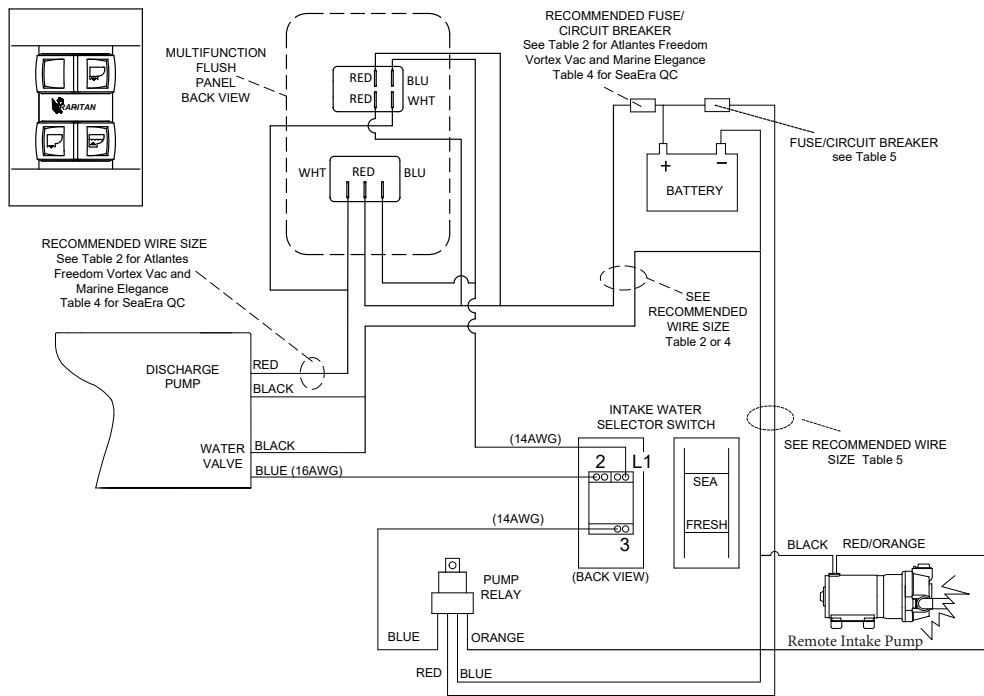 RECOMMENDED FUSE/
CIRCUIT BREAKER
See Table 2 for Atlantes Freedom
Vortex Vac and Marine Elegance
Table 4 for SeaEra QC
MULTIFUNCTION
FLUSH
PANEL
BACK VIEW
RED
BLU
RED
WHT
RARITAN
FUSE/CIRCUIT BREAKER
see Table 5
+
−
BATTERY
WHT
RED
BLU
RECOMMENDED WIRE SIZE
See Table 2 for Atlantes
Freedom Vortex Vac and
Marine Elegance
Table 4 for SeaEra QC
SEE
RECOMMENDED
WIRE SIZE
Table 2 or 4
DISCHARGE
PUMP
RED
BLACK
WATER
VALVE
BLACK
BLUE (16AWG)
INTAKE WATER
SELECTOR SWITCH
(14AWG)
2
L1
SEA
FRESH
SEE RECOMMENDED WIRE
SIZE Table 5
(14AWG)
3
(BACK VIEW)
BLACK
RED/ORANGE
PUMP
RELAY
BLUE
ORANGE
RED
BLUE
Remote Intake Pump